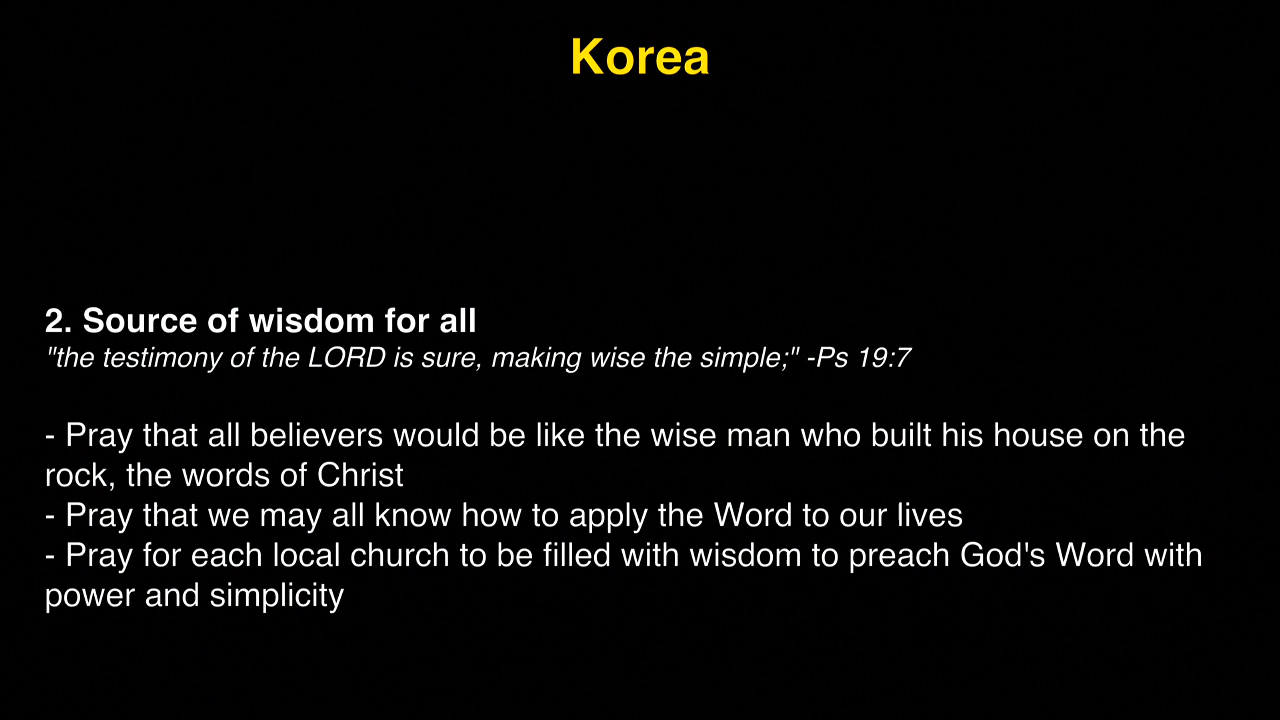 Korea
2. Source of wisdom for all
"the testimony of the LORD is sure, making wise the simple;" -Ps 19:7
- Pray that all believers would be like the wise man who built his house on the
rock, the words of Christ
- Pray that we may all know how to apply the Word to our lives
- Pray for each local church to be filled with wisdom to preach God's Word with
power and simplicity